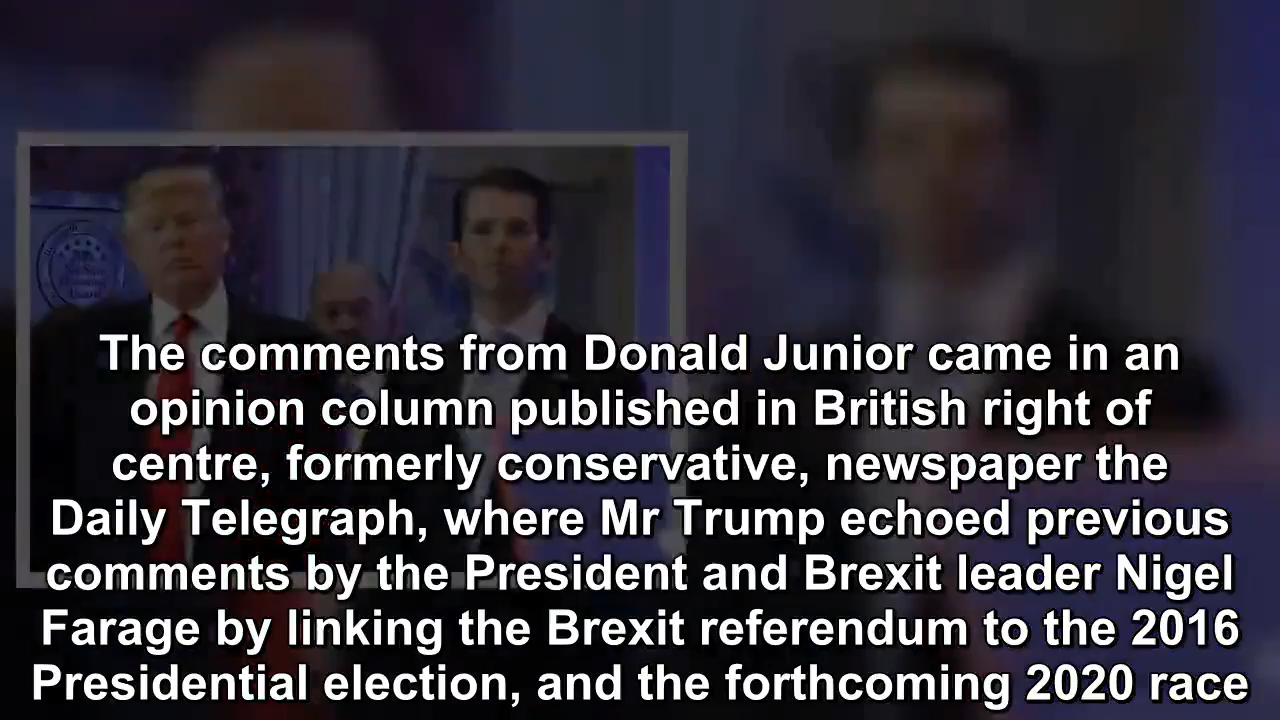 The comments from Donald Junior came in an
opinion column published in British right of
centre, formerly conservative, newspaper the
Daily Telegraph, where Mr Trump echoed previous
comments by the President and Brexit leader Nigel
Farage by linking the Brexit referendum to the 2016
Presidential election, and the forthcoming 2020 race